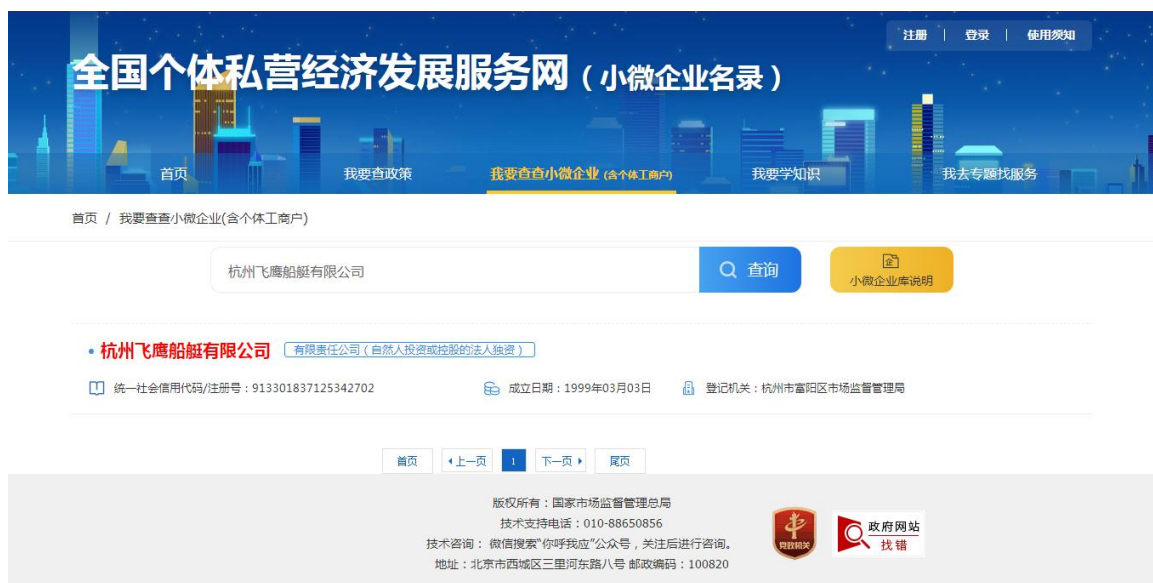 注册 | 登录 | 使用须知
全国个体私营经济发展服务网（小微企业名录）
首页 我要查政策 我要查查小微企业 (含个体工商户) 我要学知识 我去专题找服务
首页 / 我要查查小微企业(含个体工商户)
杭州飞鹰船艇有限公司 查询 小微企业库说明
杭州飞鹰船艇有限公司 有限责任公司（自然人投资或控股的法人独资）
统一社会信用代码/注册号：913301837125342702 成立日期：1999年03月03日 登记机关：杭州市富阳区市场监督管理局
首页 上一页 1 下一页 尾页
版权所有：国家市场监督管理总局
技术支持电话：010-88650856
技术咨询： 微信搜索“你呼我应”公众号，关注后进行咨询。
地址：北京市西城区三里河东路八号 邮政编码：100820
党政机关
政府网站
找错